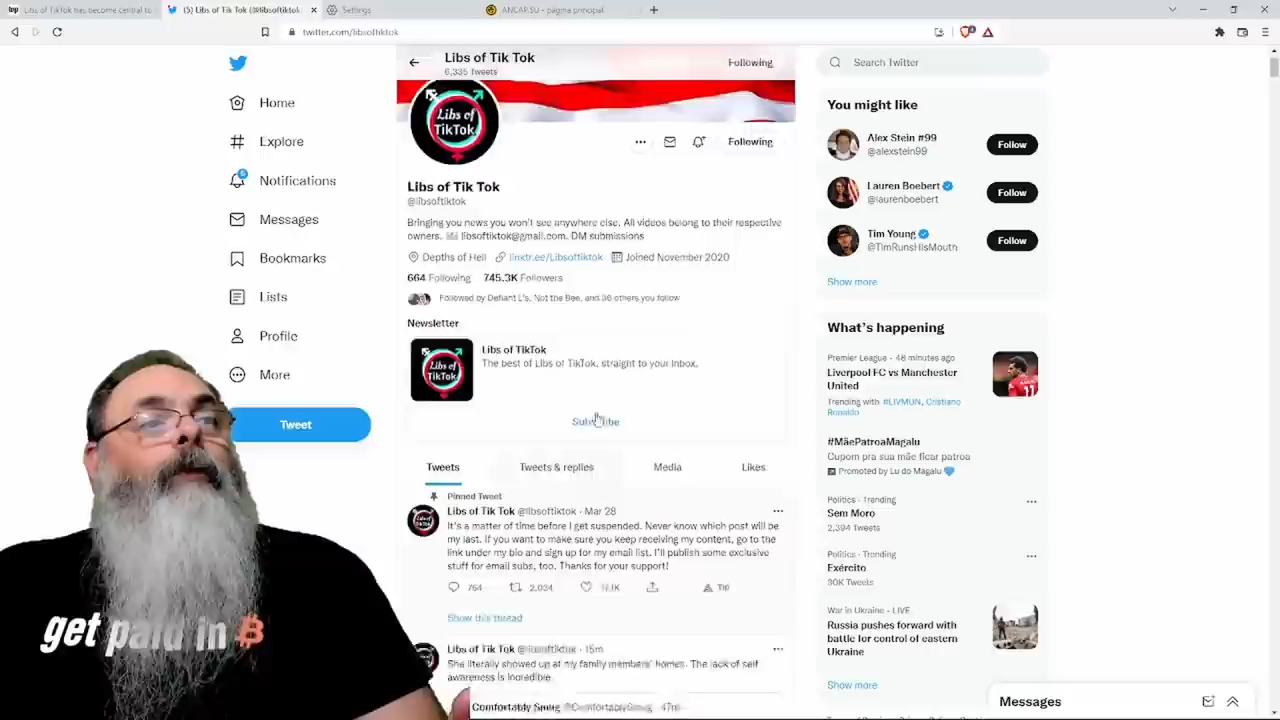 Libs of TikTok has become central to
(5) Libs of Tik Tok (@libsoftiktok
Settings
ANCAP.SU - página principal
twitter.com/libsoftiktok
Home
Explore
Notifications
Messages
Bookmarks
Lists
Profile
More
Tweet
Libs of Tik Tok
6,335 Tweets
Following
Libs of TikTok
Following
Libs of Tik Tok
@libsoftiktok
Bringing you news you won't see anywhere else. All videos belong to their respective
owners. libsoftiktok@gmail.com. DM submissions
Depths of Hell linktr.ee/Libsoftiktok Joined November 2020
664 Following 745.3K Followers
Followed by Defiant L's, Not the Bee, and 36 others you follow
Newsletter
Libs of TikTok
Libs of TikTok
The best of Libs of TikTok, straight to your inbox.
Subscribe
Tweets Tweets & replies Media Likes
Pinned Tweet
Libs of Tik Tok @libsoftiktok · Mar 28
It's a matter of time before I get suspended. Never know which post will be
my last. If you want to make sure you keep receiving my content, go to the
link under my bio and sign up for my email list. I'll publish some exclusive
stuff for email subs, too. Thanks for your support!
764 2,034 Tip
Show this thread
Libs of Tik Tok @libsoftiktok · 15m
She literally showed up at my family members' homes. The lack of self
awareness is incredible.
Comfortably Smug @ComfortablySmug · 47m
Search Twitter
You might like
Alex Stein #99
@alexstein99
Follow
Lauren Boebert
@laurenboebert
Follow
Tim Young
@TimRunsHisMouth
Follow
Show more
What's happening
Premier League · 48 minutes ago
Liverpool FC vs Manchester
United
Trending with #LIVMUN, Cristiano
Ronaldo
11
#MãePatroaMagalu
Cupom pra sua mãe ficar patroa
Promoted by Lu do Magalu
Politics · Trending
Sem Moro
2,394 Tweets
Politics · Trending
Exército
30K Tweets
War in Ukraine · LIVE
Russia pushes forward with
battle for control of eastern
Ukraine
Show more
Messages
get paid in